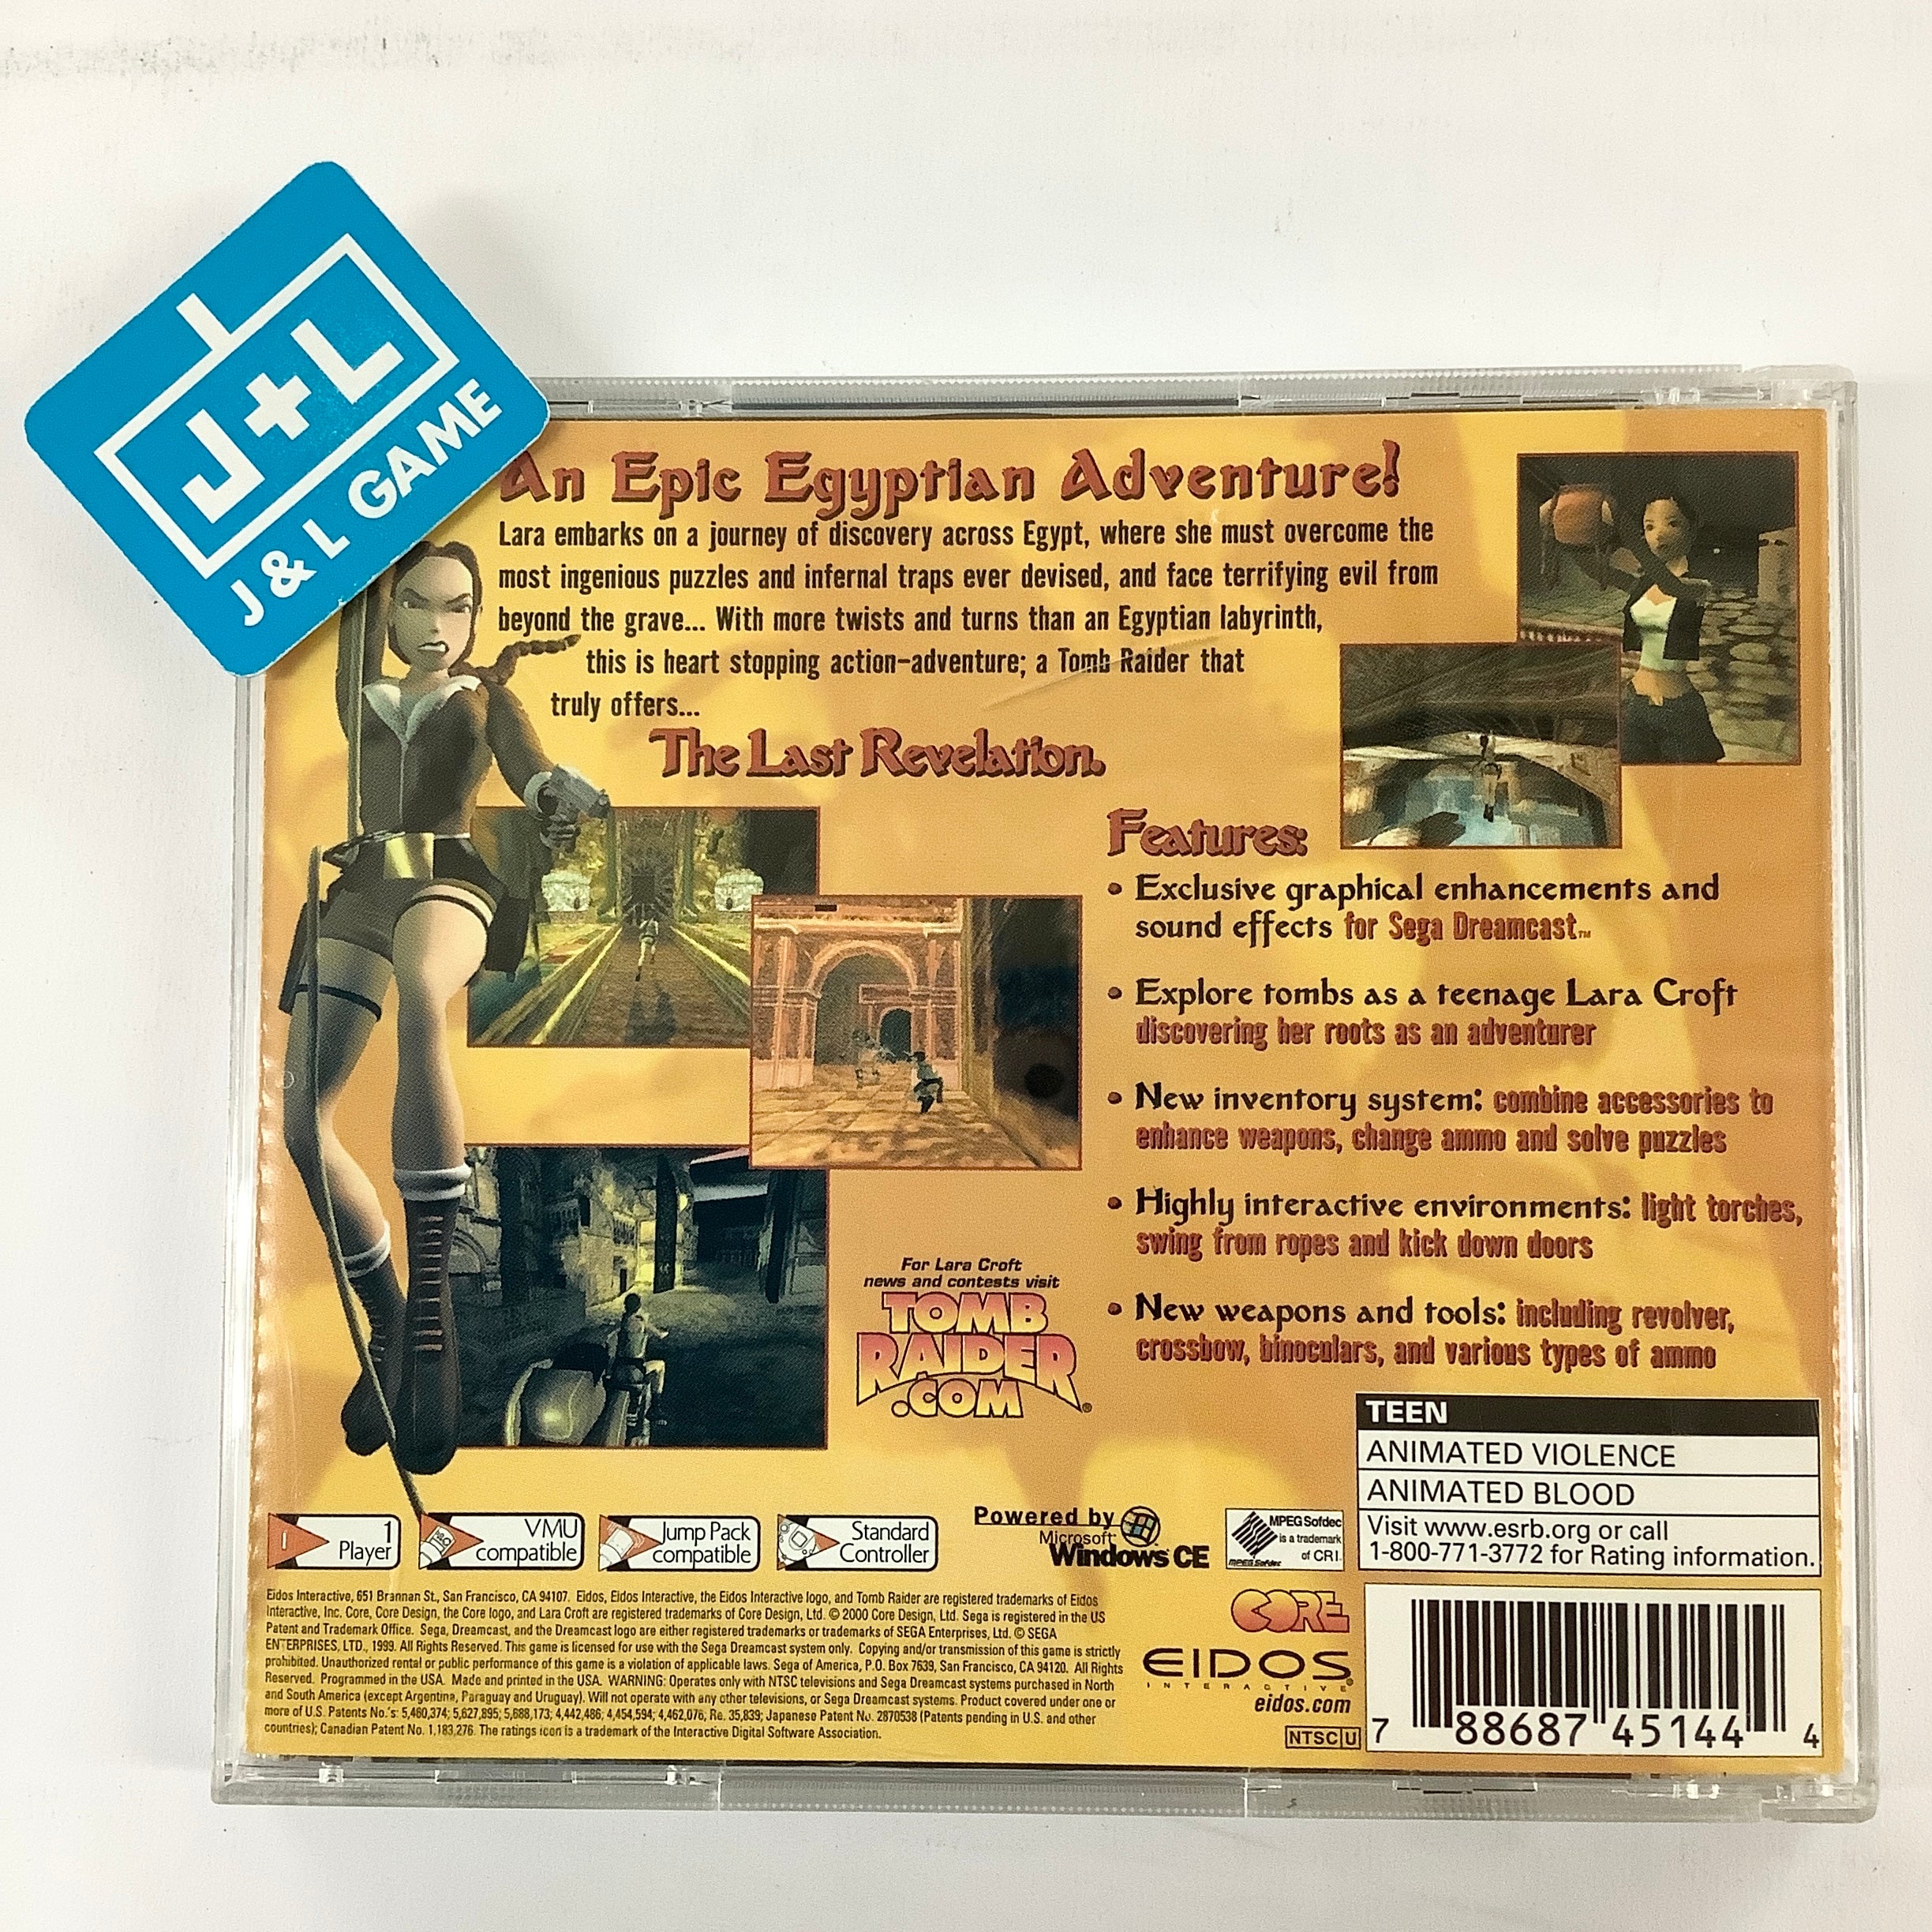 J+L
J & L GAME
An Epic Egyptian Adventure!
Lara embarks on a journey of discovery across Egypt, where she must overcome the
most ingenious puzzles and infernal traps ever devised, and face terrifying evil from
beyond the grave... With more twists and turns than an Egyptian labyrinth,
this is heart stopping action-adventure; a Tomb Raider that
truly offers...
The Last Revelation.
Features:
• Exclusive graphical enhancements and
sound effects for Sega Dreamcast™
• Explore tombs as a teenage Lara Croft
discovering her roots as an adventurer
• New inventory system: combine accessories to
enhance weapons, change ammo and solve puzzles
• Highly interactive environments: light torches,
swing from ropes and kick down doors
• New weapons and tools: including revolver,
crossbow, binoculars, and various types of ammo
For Lara Croft
news and contests visit
TOMB
RAIDER
.COM®
TEEN
ANIMATED VIOLENCE
ANIMATED BLOOD
Visit www.esrb.org or call
1-800-771-3772 for Rating information.
1
Player
VMU
compatible
Jump Pack
compatible
Standard
Controller
Powered by
Microsoft
Windows CE
MPEG Sofdec
is a trademark
of CRI.
MPEG Sofdec
Eidos Interactive, 651 Brannan St., San Francisco, CA 94107. Eidos, Eidos Interactive, the Eidos Interactive logo, and Tomb Raider are registered trademarks of Eidos
Interactive, Inc. Core, Core Design, the Core logo, and Lara Croft are registered trademarks of Core Design, Ltd. © 2000 Core Design, Ltd. Sega is registered in the US
Patent and Trademark Office. Sega, Dreamcast, and the Dreamcast logo are either registered trademarks or trademarks of SEGA Enterprises, Ltd. © SEGA
ENTERPRISES, LTD., 1999. All Rights Reserved. This game is licensed for use with the Sega Dreamcast system only. Copying and/or transmission of this game is strictly
prohibited. Unauthorized rental or public performance of this game is a violation of applicable laws. Sega of America, P.O. Box 7639, San Francisco, CA 94120. All Rights
Reserved. Programmed in the USA. Made and printed in the USA. WARNING: Operates only with NTSC televisions and Sega Dreamcast systems purchased in North
and South America (except Argentina, Paraguay and Uruguay). Will not operate with any other televisions, or Sega Dreamcast systems. Product covered under one or
more of U.S. Patents No.'s: 5,460,374; 5,627,895; 5,688,173; 4,442,486; 4,454,594; 4,462,076; Re. 35,839; Japanese Patent No. 2870538 (Patents pending in U.S. and other
countries); Canadian Patent No. 1,183,276. The ratings icon is a trademark of the Interactive Digital Software Association.
CORE
EIDOS
INTERACTIVE®
eidos.com
NTSC U
7 88687 45144 4